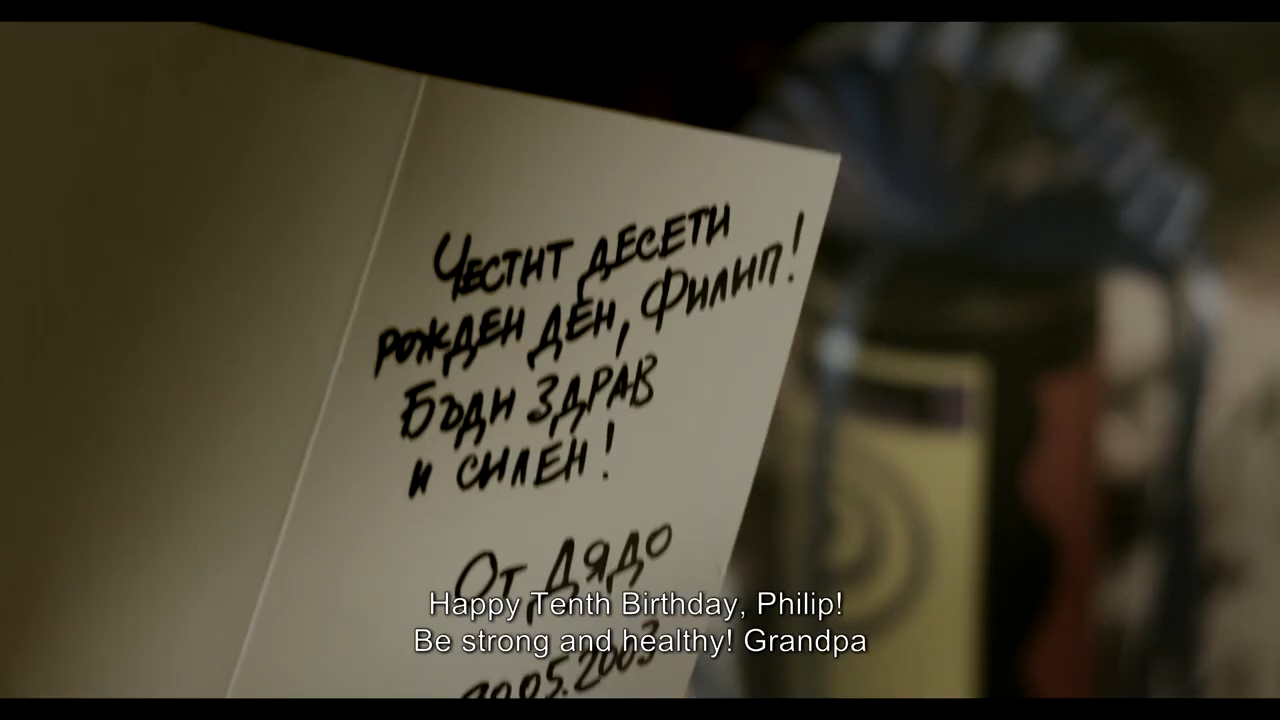 Честит десети
рожден ден, Филип!
Бъди здрав
и силен!
От дядо
Happy Tenth Birthday, Philip!
Be strong and healthy! Grandpa